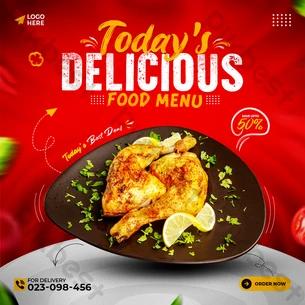 LOGO
HERE
Today's
DELICIOUS
FOOD MENU
50%
Today's Best Deal!
FOR DELIVERY
023-098-456
ORDER NOW